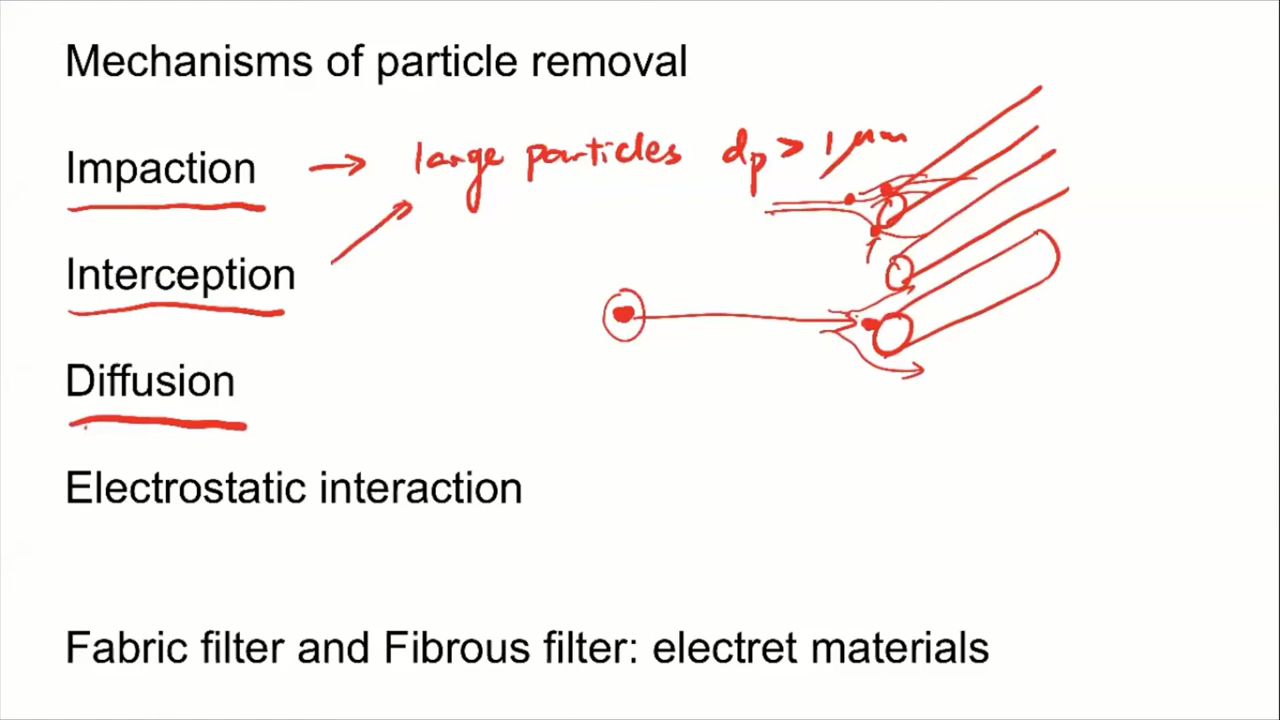 Mechanisms of particle removal
Impaction → large particles dp > 1 μm
Interception
Diffusion
Electrostatic interaction
Fabric filter and Fibrous filter: electret materials